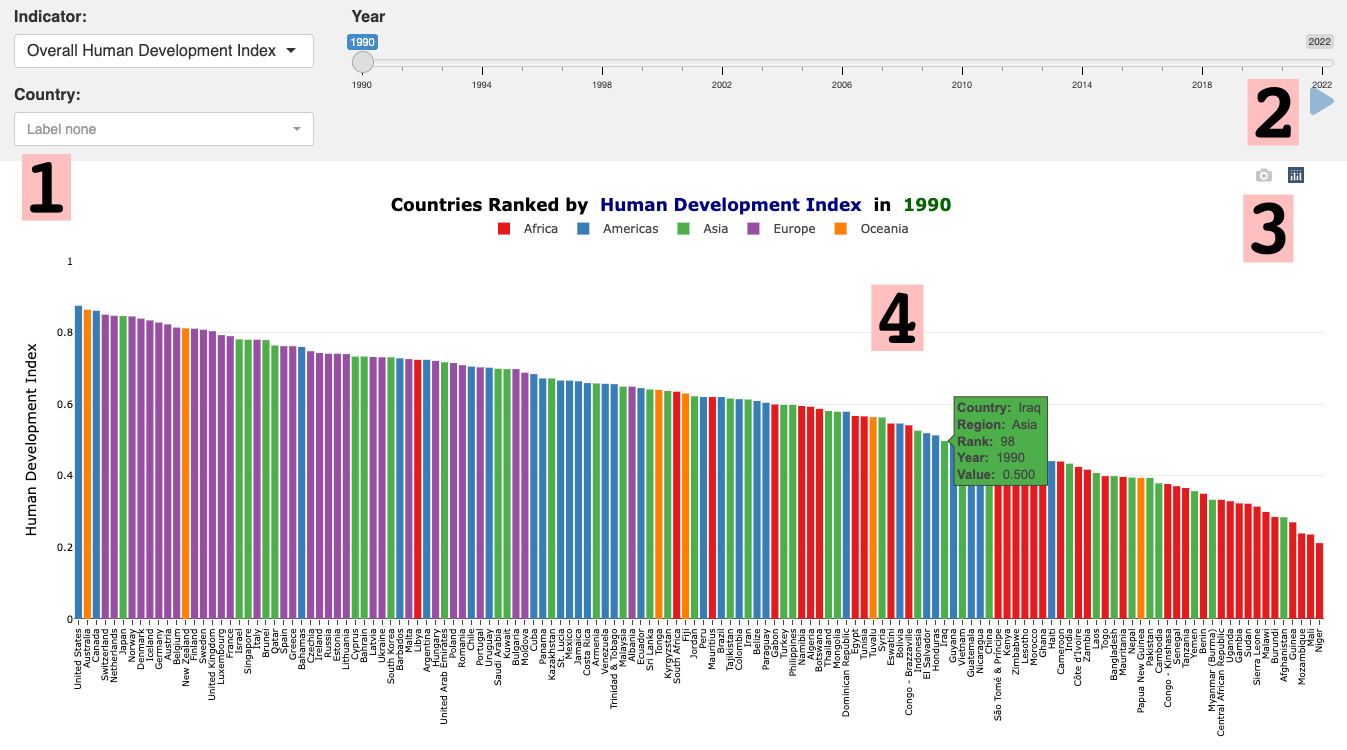 Indicator:
Overall Human Development Index
Country:
Label none
Year
1990
2022
1990 1994 1998 2002 2006 2010 2014 2018 2022
2
1
3
Countries Ranked by Human Development Index in 1990
Africa Americas Asia Europe Oceania
4
Human Development Index
1
0.8
0.6
0.4
0.2
0
Country: Iraq
Region: Asia
Rank: 98
Year: 1990
Value: 0.500
United States
Australia
Canada
Switzerland
Netherlands
Japan
Norway
Denmark
Iceland
Germany
Austria
Belgium
New Zealand
Finland
Sweden
United Kingdom
Luxembourg
France
Israel
Singapore
Italy
Brunei
Qatar
Spain
Greece
Bahamas
Czechia
Ireland
Russia
Estonia
Lithuania
Cyprus
Bahrain
Latvia
Ukraine
South Korea
Barbados
Malta
Libya
Argentina
Hungary
United Arab Emirates
Poland
Romania
Chile
Portugal
Uruguay
Saudi Arabia
Kuwait
Bulgaria
Moldova
Cuba
Panama
Kazakhstan
St. Lucia
Mexico
Jamaica
Costa Rica
Armenia
Venezuela
Trinidad & Tobago
Malaysia
Albania
Ecuador
Sri Lanka
Tonga
Kyrgyzstan
South Africa
Fiji
Jordan
Peru
Mauritius
Brazil
Tajikistan
Colombia
Iran
Belize
Paraguay
Gabon
Turkey
Philippines
Namibia
Algeria
Botswana
Thailand
Mongolia
Dominican Republic
Egypt
Tunisia
Tuvalu
Syria
Eswatini
Bolivia
Congo - Brazzaville
Indonesia
El Salvador
Honduras
Iraq
Guyana
Vietnam
Guatemala
Nicaragua
China
São Tomé & Príncipe
Kenya
Zimbabwe
Lesotho
Morocco
Ghana
Haiti
Cameroon
India
Côte d'Ivoire
Zambia
Laos
Togo
Bangladesh
Mauritania
Nepal
Papua New Guinea
Pakistan
Cambodia
Congo - Kinshasa
Senegal
Tanzania
Yemen
Benin
Myanmar (Burma)
Central African Republic
Uganda
Gambia
Sudan
Sierra Leone
Malawi
Burundi
Afghanistan
Guinea
Mozambique
Mali
Niger